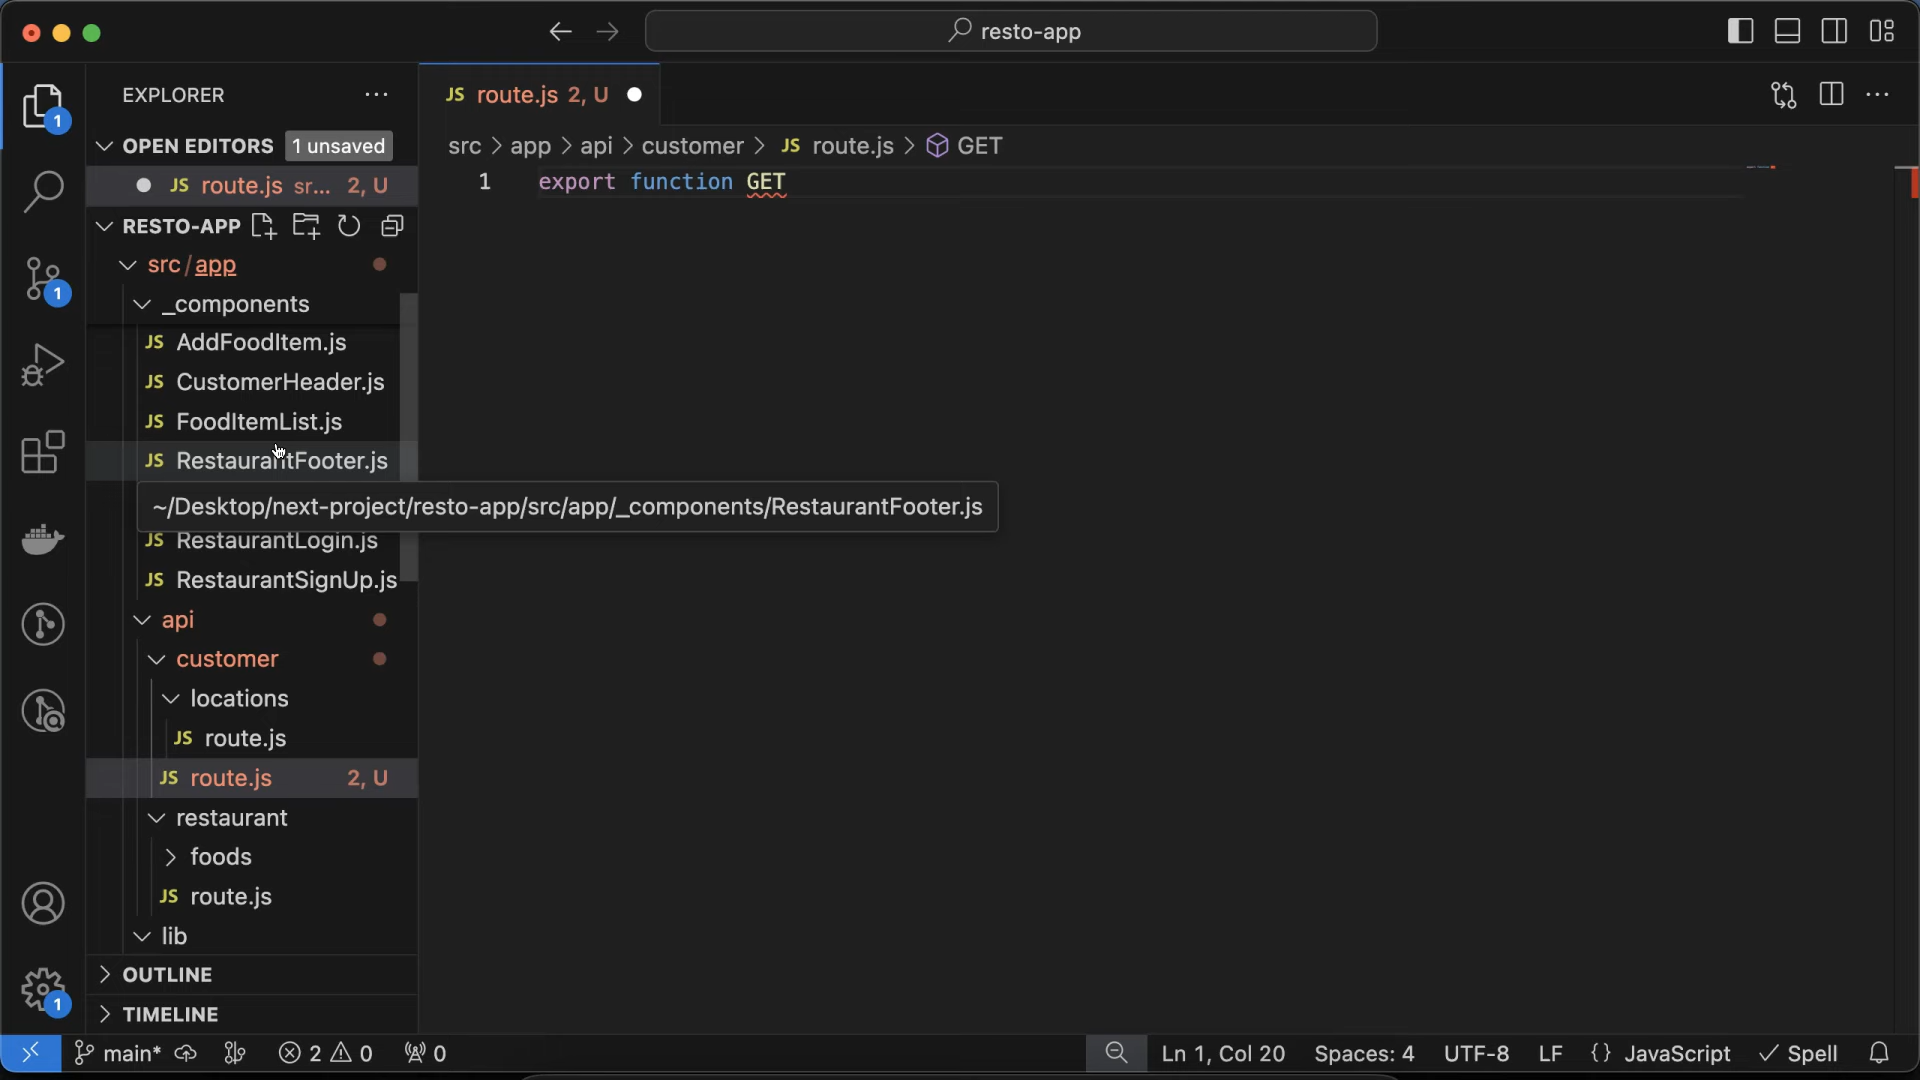 resto-app
EXPLORER
JS route.js 2, U
1
OPEN EDITORS 1 unsaved
src > app > api > customer > JS route.js > GET
JS route.js sr... 2, U
1 export function GET
RESTO-APP
src/app
1
_components
JS AddFoodItem.js
JS CustomerHeader.js
JS FoodItemList.js
JS RestaurantFooter.js
~/Desktop/next-project/resto-app/src/app/_components/RestaurantFooter.js
JS RestaurantLogin.js
JS RestaurantSignUp.js
api
customer
locations
JS route.js
JS route.js 2, U
restaurant
foods
JS route.js
lib
OUTLINE
1
TIMELINE
main* 2 0 0 Ln 1, Col 20 Spaces: 4 UTF-8 LF {} JavaScript Spell